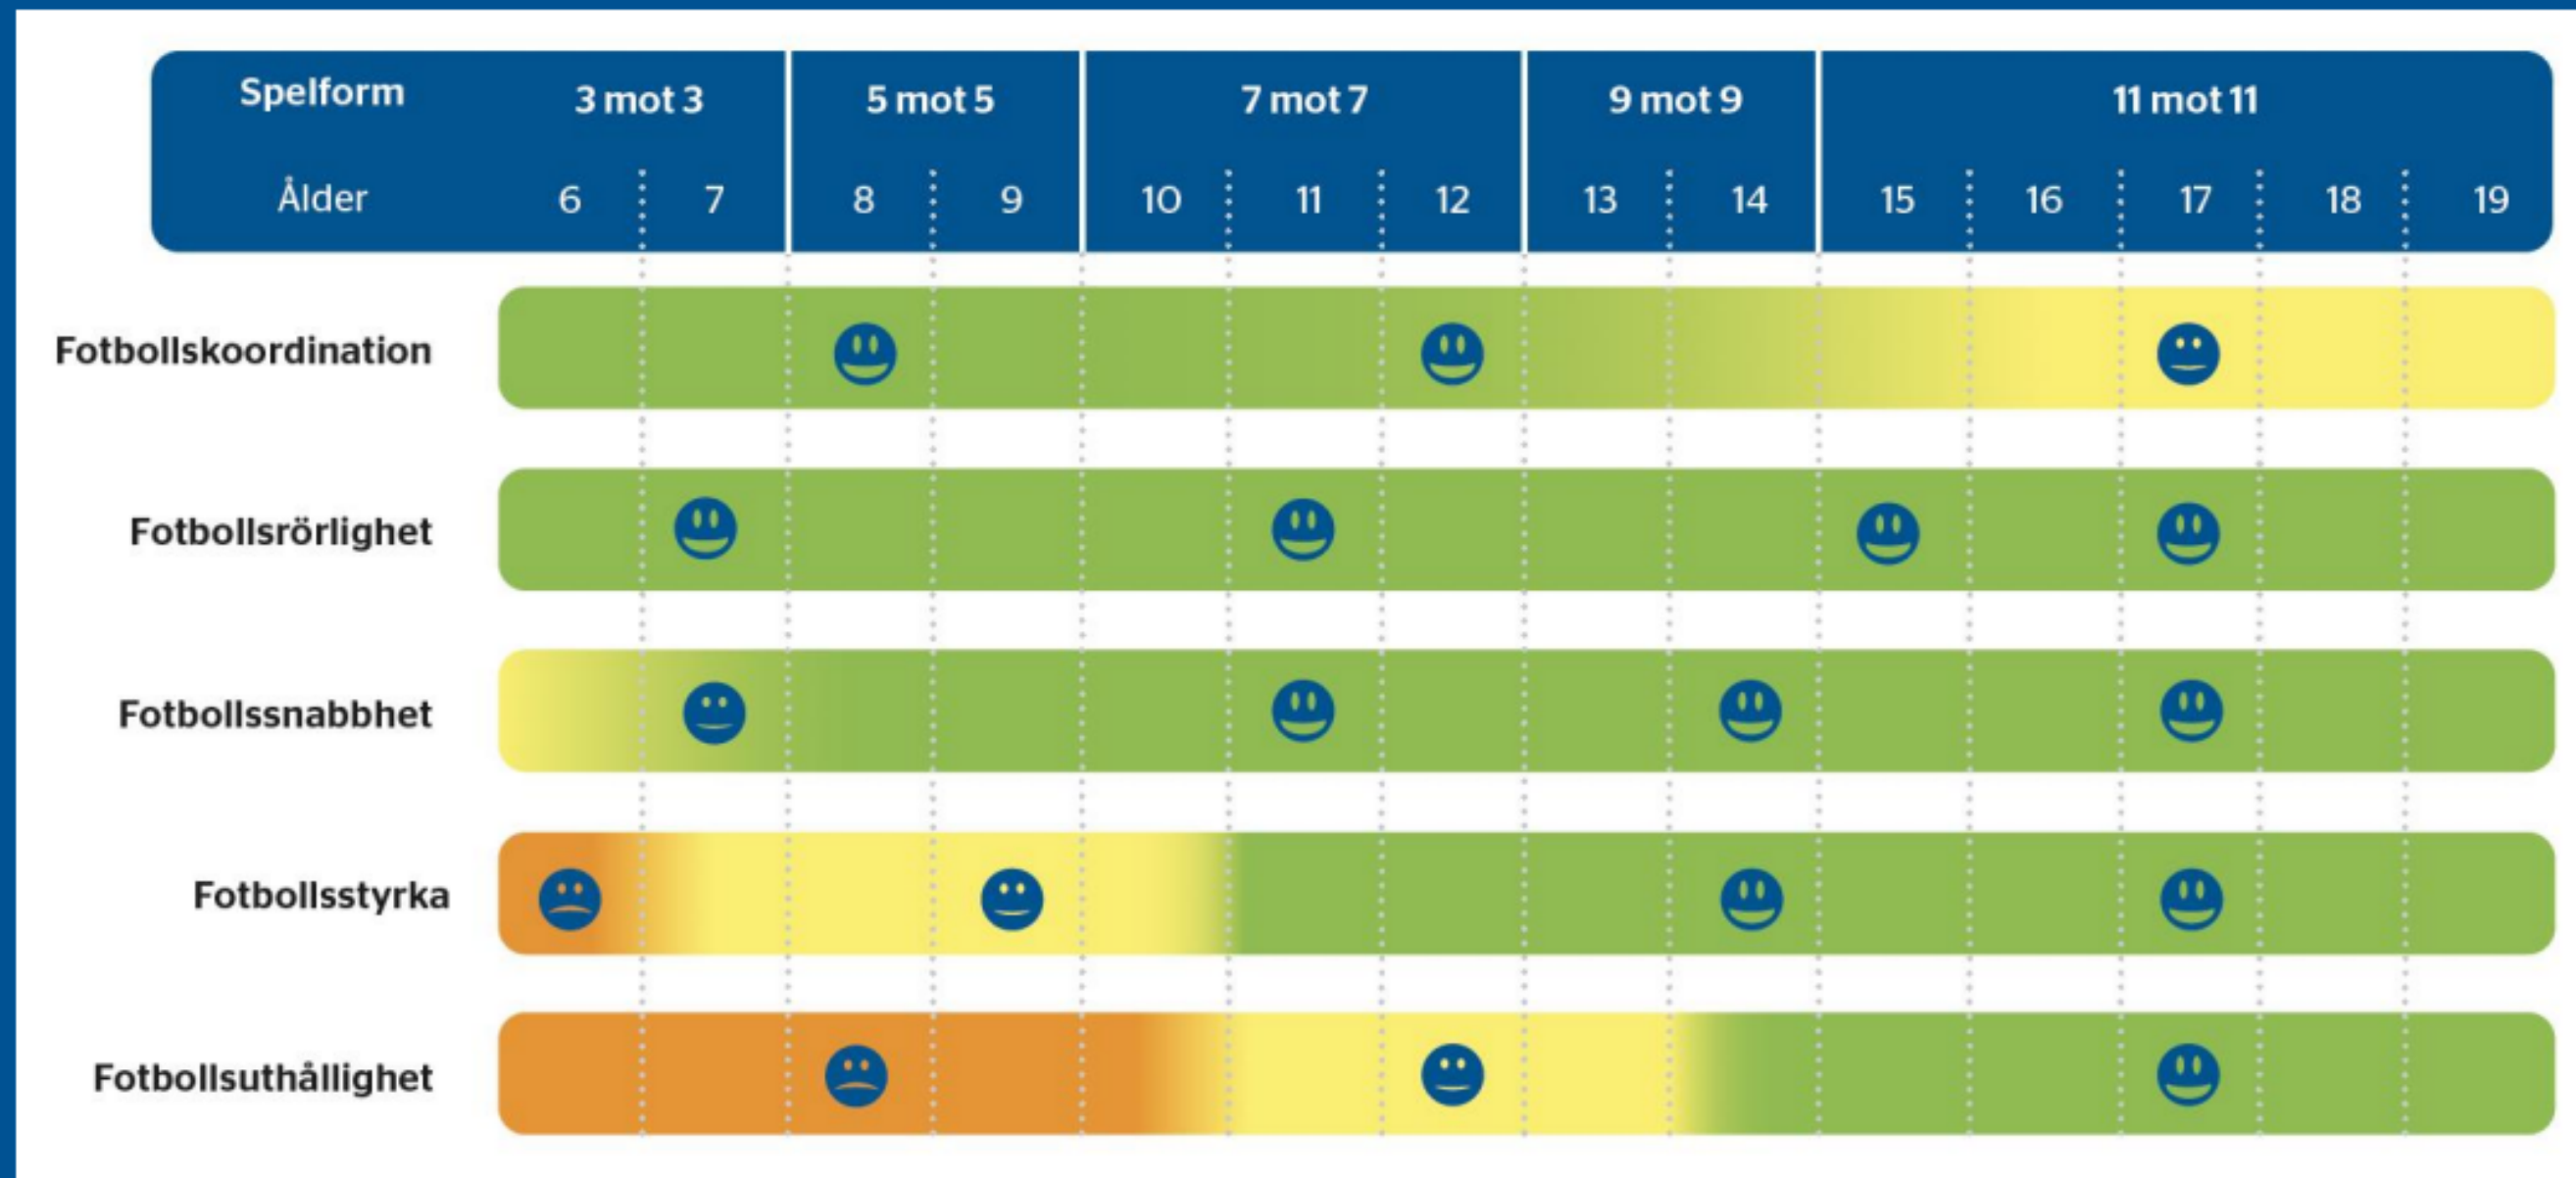 Spelform 3 mot 3 5 mot 5 7 mot 7 9 mot 9 11 mot 11
Ålder 6 7 8 9 10 11 12 13 14 15 16 17 18 19
Fotbollskoordination
Fotbollsrörlighet
Fotbollssnabbhet
Fotbollsstyrka
Fotbollsuthållighet